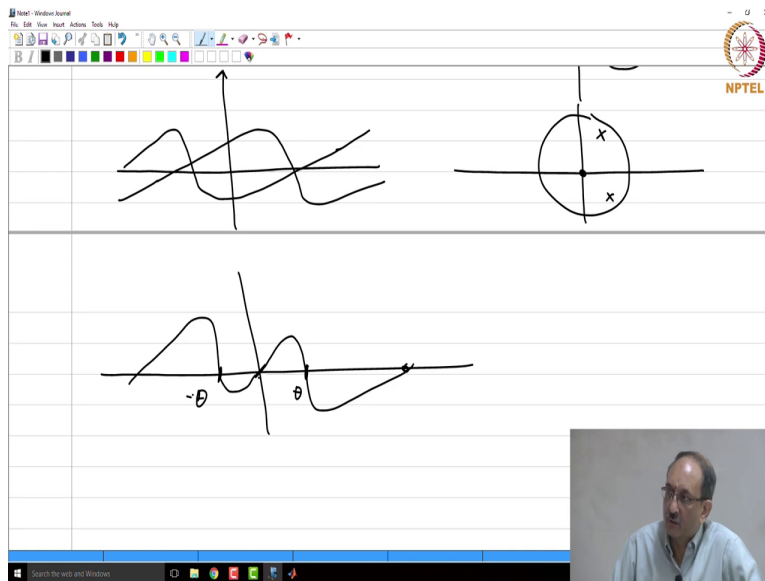 Note1 - Windows Journal
File Edit View Insert Actions Tools Help
B I
NPTEL
x
x
-θ
θ
Search the web and Windows